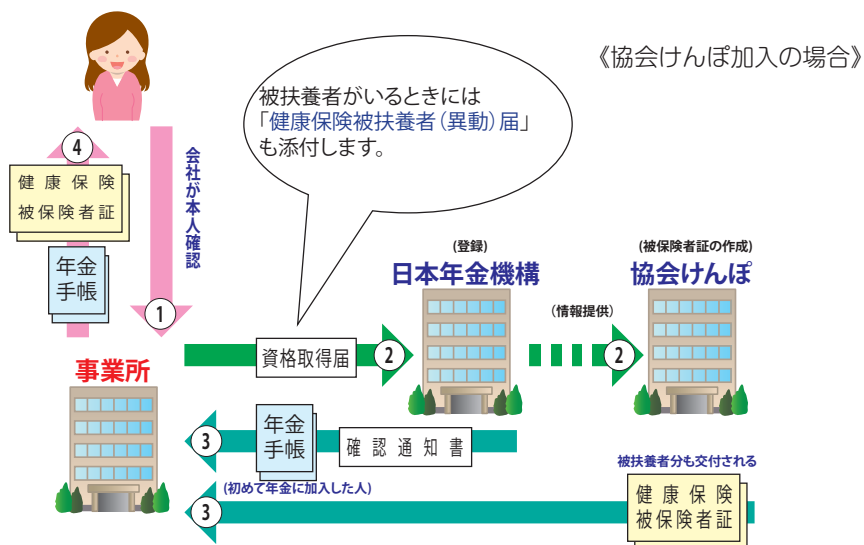 《協会けんぽ加入の場合》
被扶養者がいるときには
「健康保険被扶養者(異動)届」
も添付します。
4
健康保険
被保険者証
年金
手帳
会社が本人確認
1
(登録)
日本年金機構
(被保険者証の作成)
協会けんぽ
(情報提供)
資格取得届
2
2
事業所
3
年金
手帳
確認通知書
(初めて年金に加入した人)
被扶養者分も交付される
3
健康保険
被保険者証